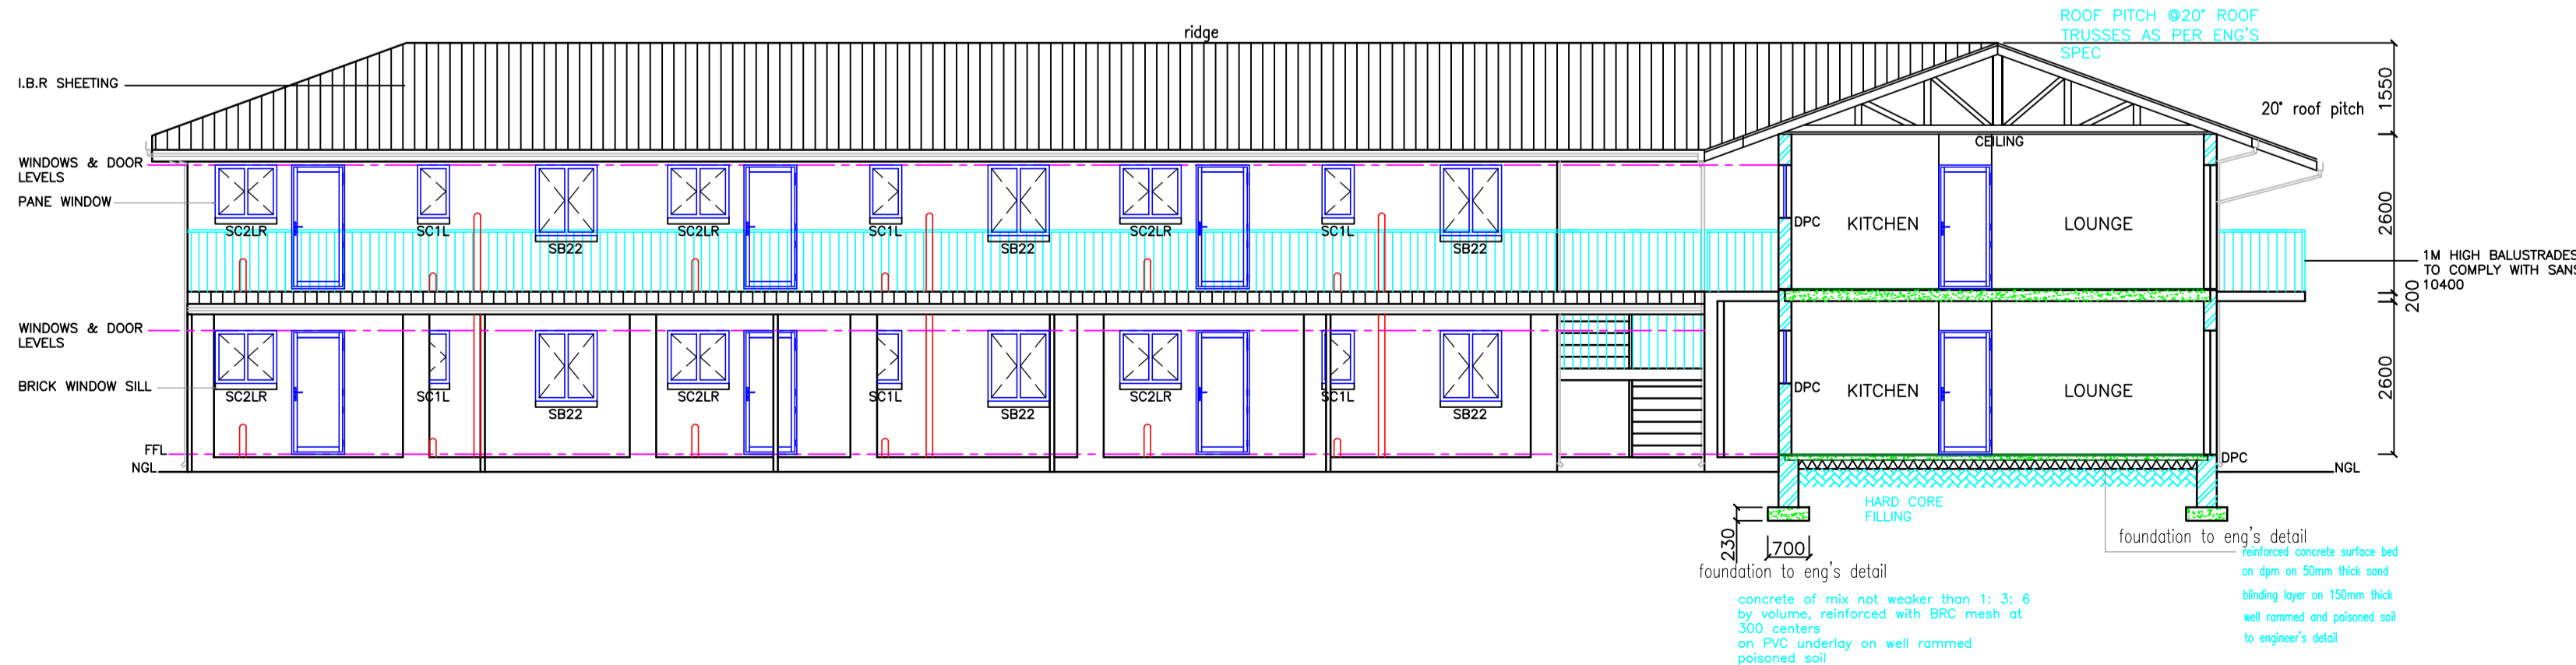 ROOF PITCH @20° ROOF
TRUSSES AS PER ENG'S
SPEC
ridge
I.B.R SHEETING
1550
20° roof pitch
CEILING
WINDOWS & DOOR
LEVELS
PANE WINDOW
SC2LR
SC1L
SB22
SC2LR
SC1L
SB22
SC2LR
SC1L
SB22
DPC
KITCHEN
LOUNGE
2600
1M HIGH BALUSTRADES
TO COMPLY WITH SANS
10400
200
WINDOWS & DOOR
LEVELS
BRICK WINDOW SILL
SC2LR
SC1L
SB22
SC2LR
SC1L
SB22
SC2LR
SC1L
SB22
DPC
KITCHEN
LOUNGE
2600
FFL
NGL
DPC
NGL
HARD CORE
FILLING
230
700
foundation to eng's detail
foundation to eng's detail
reinforced concrete surface bed
on dpm on 50mm thick sand
blinding layer on 150mm thick
well rammed and poisoned soil
to engineer's detail
concrete of mix not weaker than 1: 3: 6
by volume, reinforced with BRC mesh at
300 centers
on PVC underlay on well rammed
poisoned soil